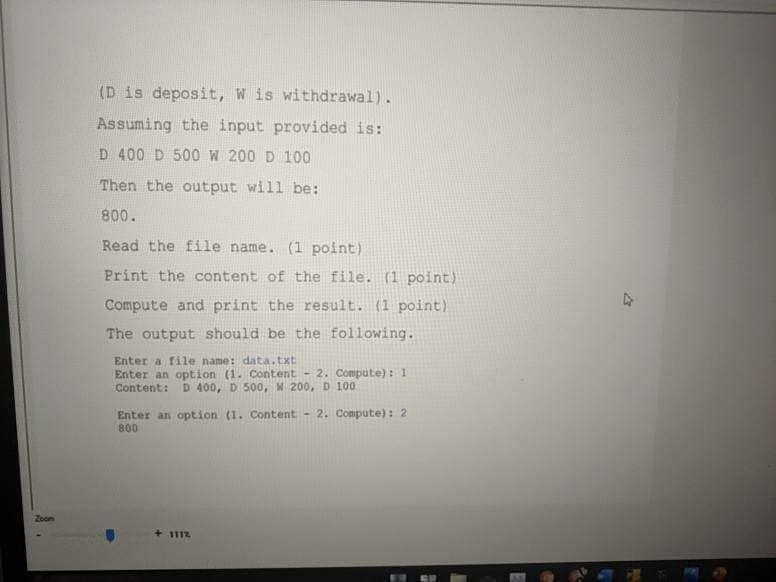 (D is deposit, W is withdrawal).
Assuming the input provided is:
D 400 D 500 W 200 D 100
Then the output will be:
800.
Read the file name. (1 point)
Print the content of the file. (1 point)
Compute and print the result. (1 point)
The output should be the following.
Enter a file name: data.txt
Enter an option (1. Content - 2. Compute): 1
Content: D 400, D 500, W 200, D 100
Enter an option (1. Content - 2. Compute): 2
800
Zoom
- + 111%